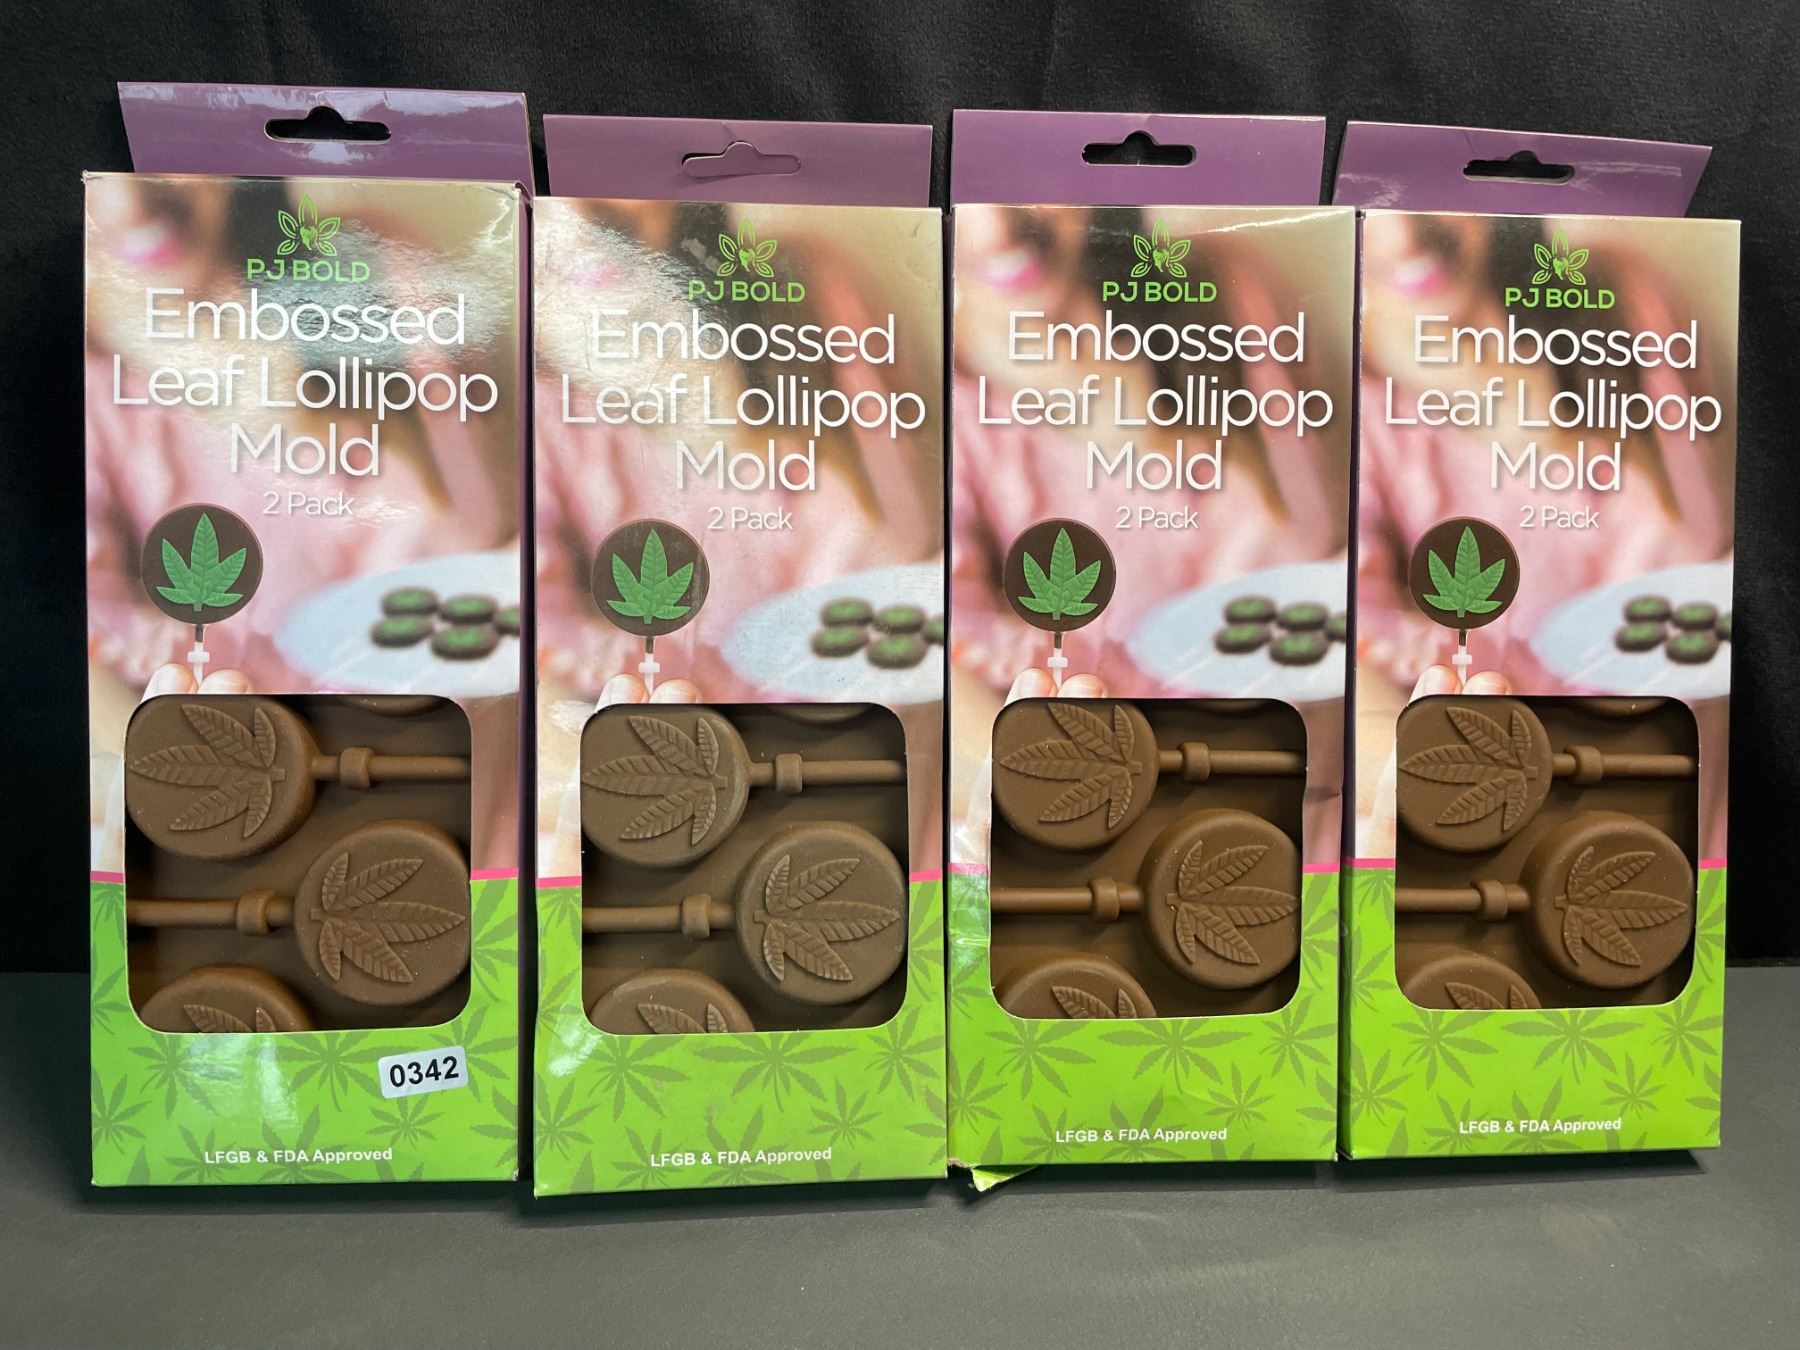 PJ BOLD
Embossed
Leaf Lollipop
Mold
2 Pack
0342
LFGB & FDA Approved
PJ BOLD
Embossed
Leaf Lollipop
Mold
2 Pack
LFGB & FDA Approved
PJ BOLD
Embossed
Leaf Lollipop
Mold
2 Pack
LFGB & FDA Approved
PJ BOLD
Embossed
Leaf Lollipop
Mold
2 Pack
LFGB & FDA Approved